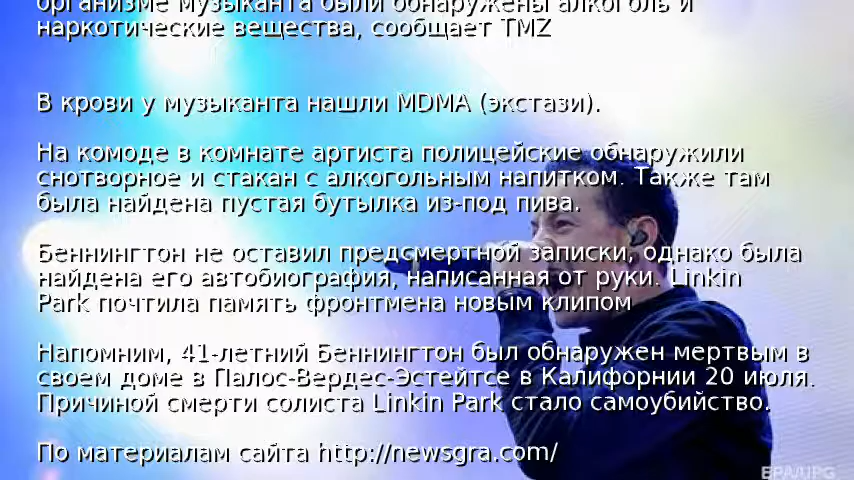 организме музыканта были обнаружены алкоголь и
наркотические вещества, сообщает TMZ
В крови у музыканта нашли MDMA (экстази).
На комоде в комнате артиста полицейские обнаружили
снотворное и стакан с алкогольным напитком. Также там
была найдена пустая бутылка из-под пива.
Беннингтон не оставил предсмертной записки, однако была
найдена его автобиография, написанная от руки. Linkin
Park почтила память фронтмена новым клипом
Напомним, 41-летний Беннингтон был обнаружен мертвым в
своем доме в Палос-Вердес-Эстейтсе в Калифорнии 20 июля.
Причиной смерти солиста Linkin Park стало самоубийство.
По материалам сайта http://newsgra.com/
EPA/UPG